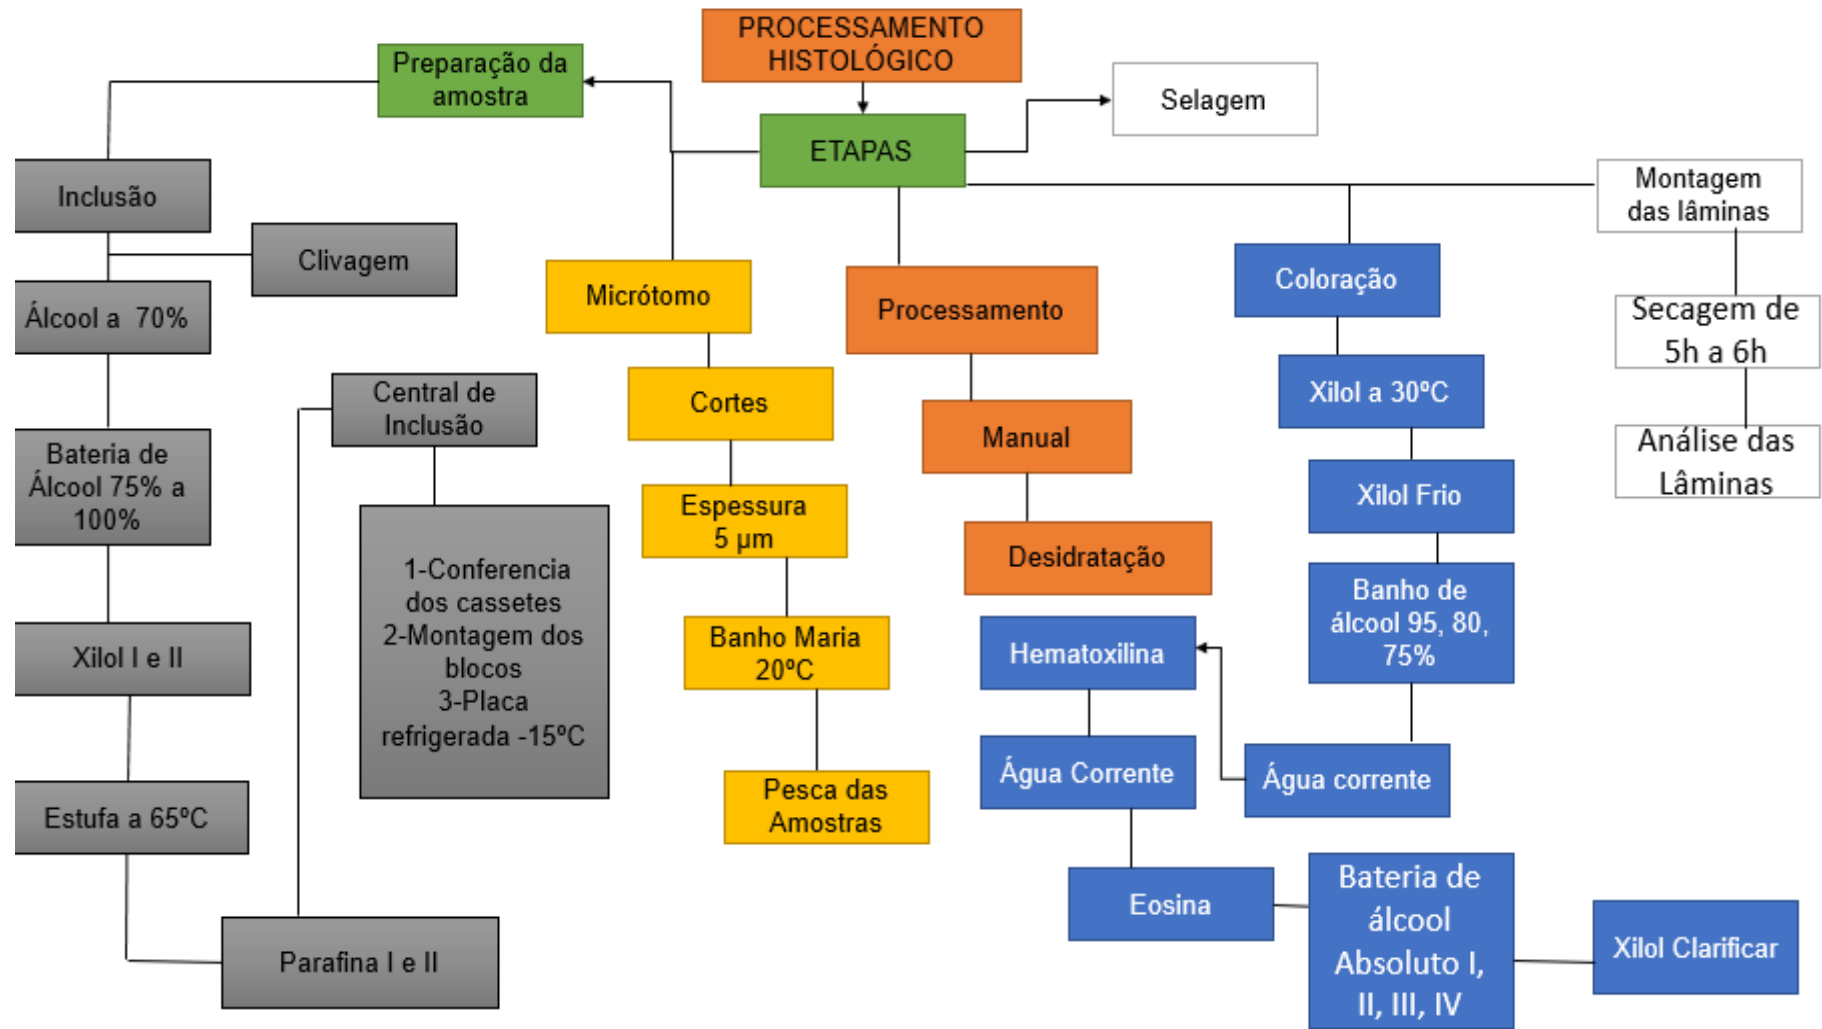 PROCESSAMENTO
HISTOLÓGICO
Preparação da
amostra
Selagem
ETAPAS
Inclusão
Clivagem
Álcool a 70%
Bateria de
Álcool 75% a
100%
Xilol I e II
Estufa a 65ºC
Parafina I e II
Central de
Inclusão
1-Conferencia
dos cassetes
2-Montagem dos
blocos
3-Placa
refrigerada -15ºC
Micrótomo
Cortes
Espessura
5 µm
Banho Maria
20ºC
Pesca das
Amostras
Processamento
Manual
Desidratação
Coloração
Xilol a 30ºC
Xilol Frio
Banho de
álcool 95, 80,
75%
Água corrente
Hematoxilina
Água Corrente
Eosina
Bateria de
álcool
Absoluto I,
II, III, IV
Xilol Clarificar
Montagem
das lâminas
Secagem de
5h a 6h
Análise das
Lâminas